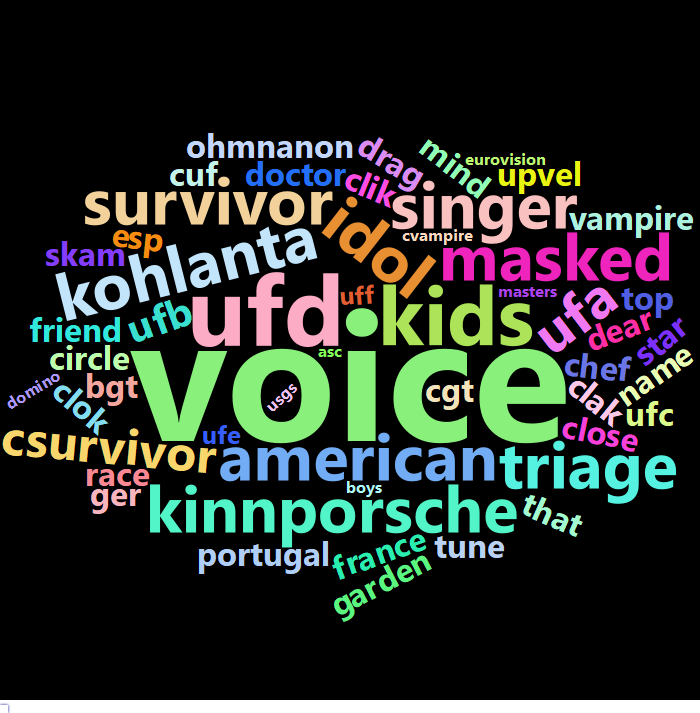 ohmnanon
drag
mind
eurovision
cuf
doctor
clik
upvel
survivor
idol
singer
vampire
esp
cvampire
skam
kohlanta
masked
ufd
uff
kids
masters
ufa
top
friend
ufb
dear
star
circle
voice
asc
chef
name
domino
clok
bgt
usgs
cgt
clak
ufc
csurvivor
ufe
close
race
american
triage
ger
kinnporsche
boys
that
portugal
france
tune
garden